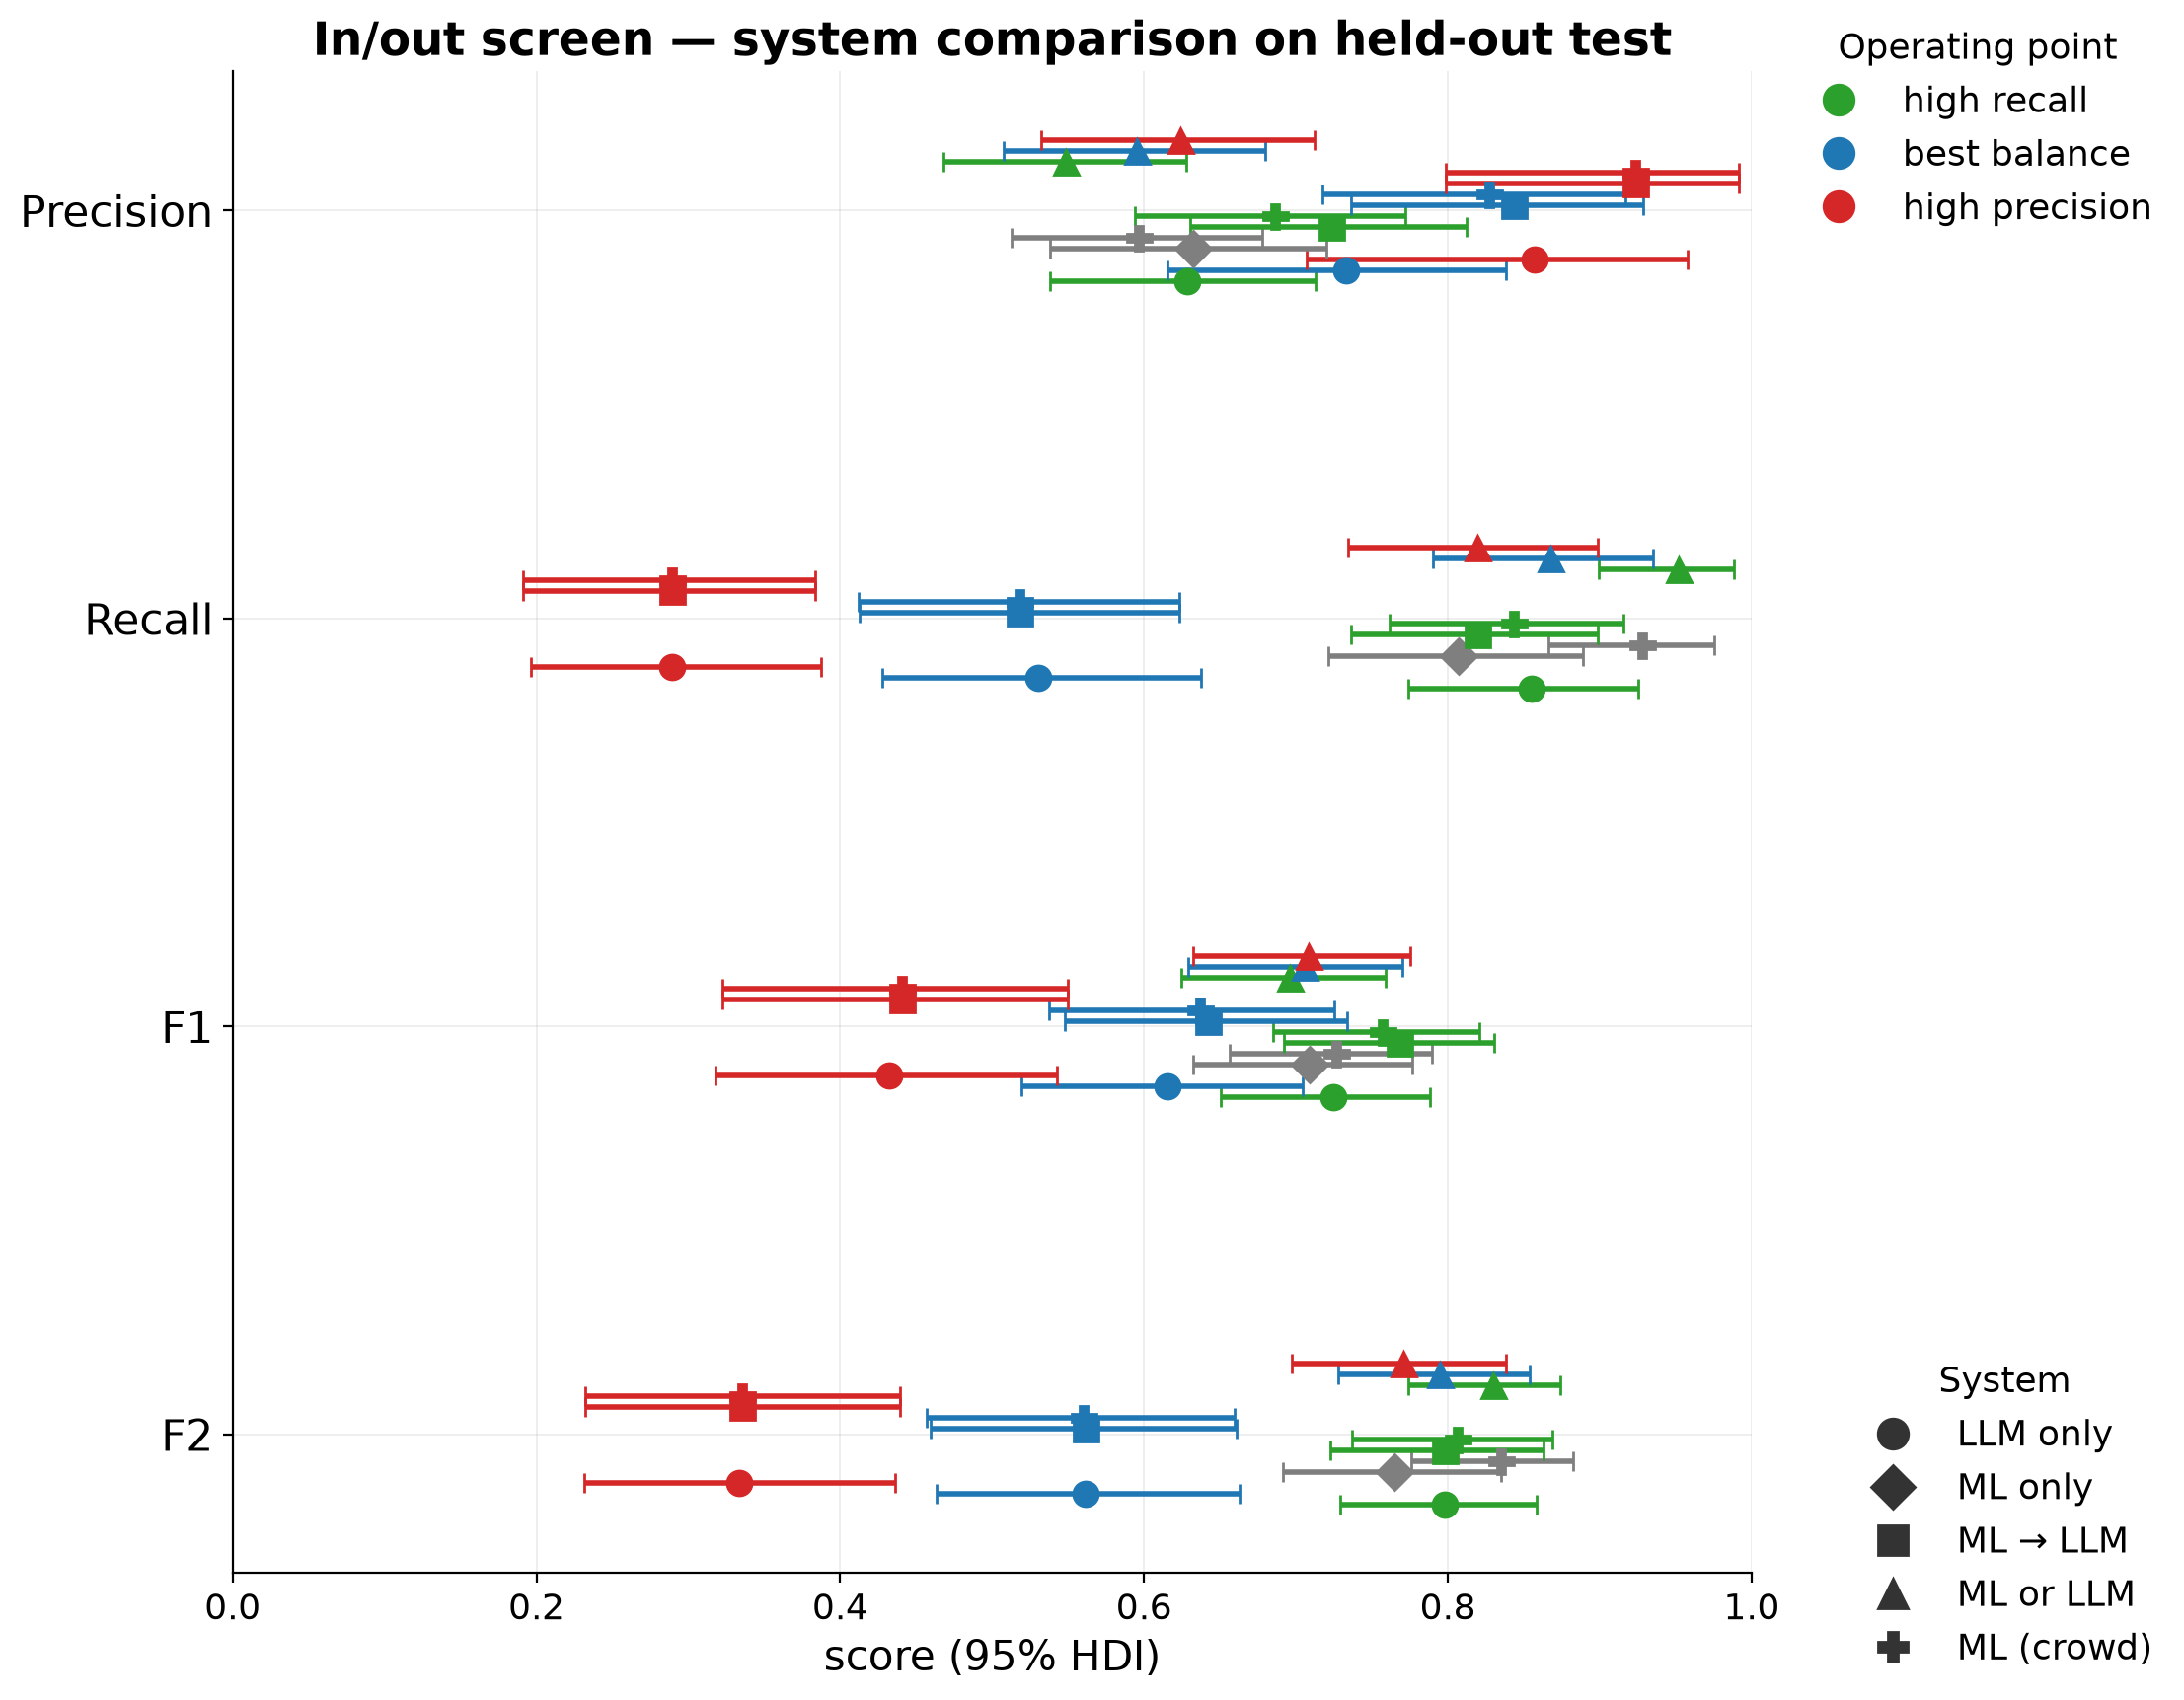 In/out screen — system comparison on held-out test
Operating point
high recall
best balance
high precision
Precision
Recall
F1
F2
System
LLM only
ML only
ML → LLM
ML or LLM
ML (crowd)
0.0 0.2 0.4 0.6 0.8 1.0
score (95% HDI)